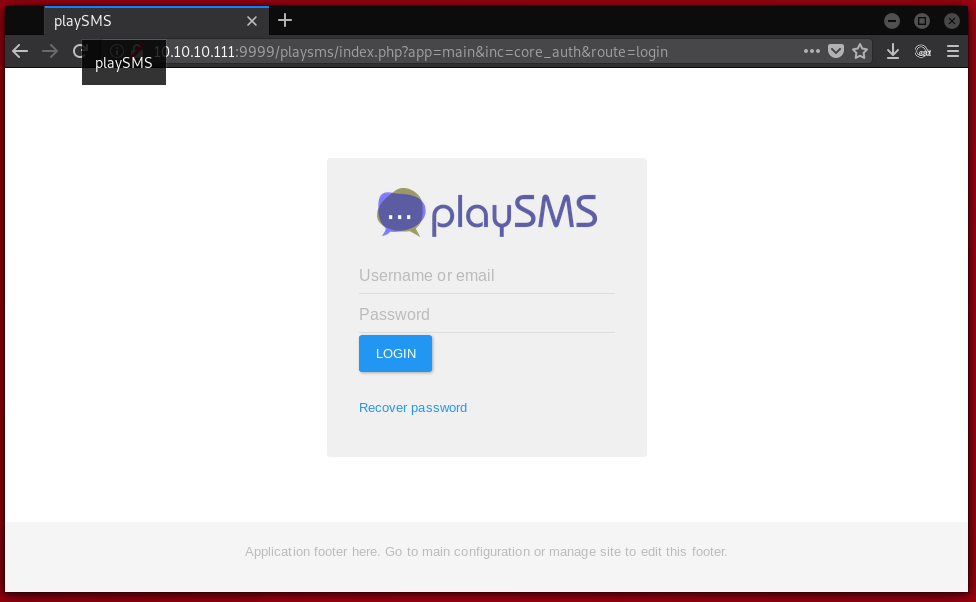 playSMS
10.10.10.111:9999/playsms/index.php?app=main&inc=core_auth&route=login
playSMS
... playSMS
Username or email
Password
LOGIN
Recover password
Application footer here. Go to main configuration or manage site to edit this footer.